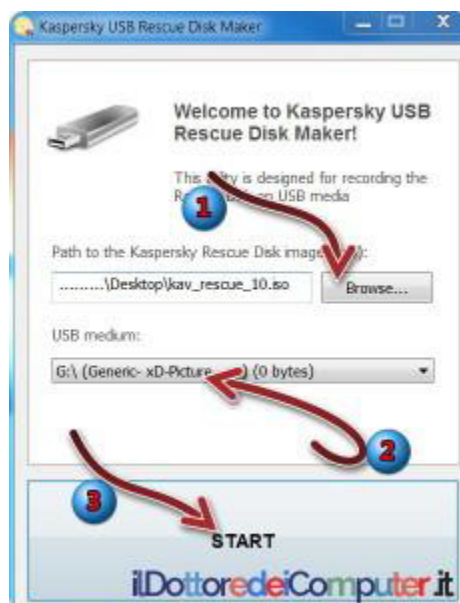 Kaspersky USB Rescue Disk Maker
Welcome to Kaspersky USB
Rescue Disk Maker!
This is designed for recording the
on USB media
1
Path to the Kaspersky Rescue Disk image
.........\Desktop\kav_rescue_10.iso
Browse...
USB medium:
G:\ (Generic- xD-Picture ) (0 bytes)
2
3
START
ilDottoredeiComputer.it